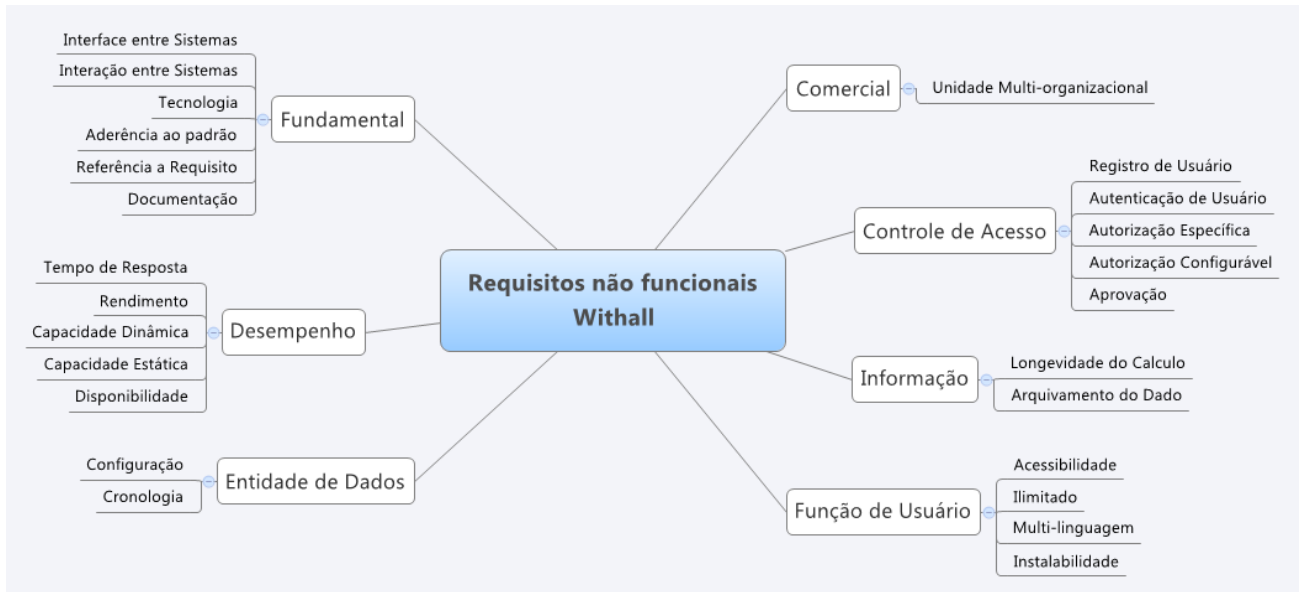 Requisitos não funcionais
Withall
Fundamental
Interface entre Sistemas
Interação entre Sistemas
Tecnologia
Aderência ao padrão
Referência a Requisito
Documentação
Desempenho
Tempo de Resposta
Rendimento
Capacidade Dinâmica
Capacidade Estática
Disponibilidade
Entidade de Dados
Configuração
Cronologia
Comercial
Unidade Multi-organizacional
Controle de Acesso
Registro de Usuário
Autenticação de Usuário
Autorização Específica
Autorização Configurável
Aprovação
Informação
Longevidade do Calculo
Arquivamento do Dado
Função de Usuário
Acessibilidade
Ilimitado
Multi-linguagem
Instalabilidade